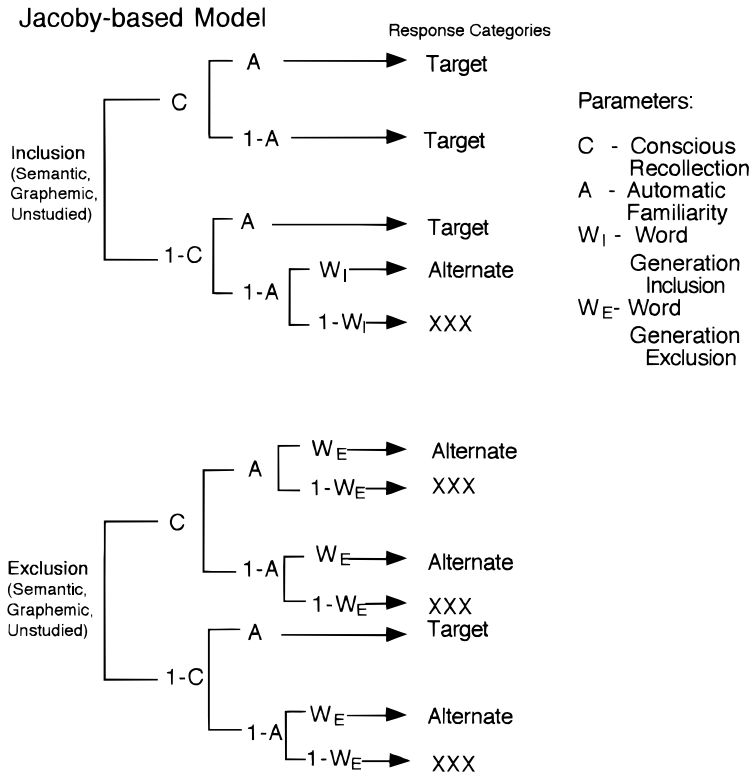 Jacoby-based Model
Response Categories
A Target
C
1-A Target
Inclusion
(Semantic,
Graphemic,
Unstudied)
A Target
1-C
WI Alternate
1-A
1-WI XXX
Parameters:
C - Conscious
Recollection
A - Automatic
Familiarity
WI - Word
Generation
Inclusion
WE- Word
Generation
Exclusion
WE Alternate
A
1-WE XXX
C
WE Alternate
1-A
1-WE XXX
Exclusion
(Semantic,
Graphemic,
Unstudied)
A Target
1-C
WE Alternate
1-A
1-WE XXX